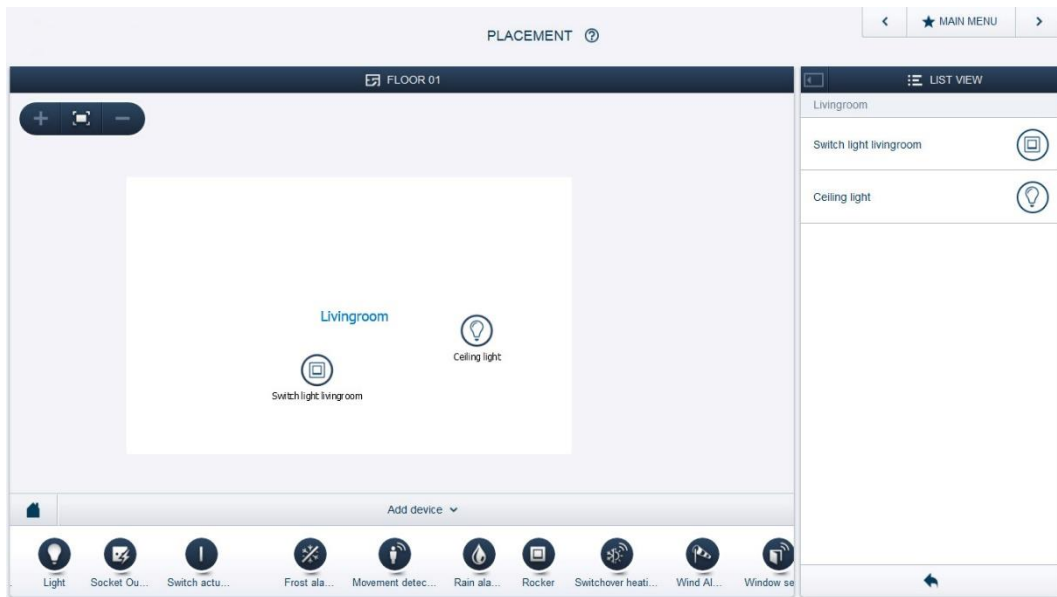 PLACEMENT ?
MAIN MENU
FLOOR 01
LIST VIEW
Livingroom
Switch light livingroom
Ceiling light
Livingroom
Ceiling light
Switch light livingroom
Add device
Light
Socket Ou...
Switch actu...
Frost ala...
Movement detec...
Rain ala...
Rocker
Switchover heati...
Wind Al...
Window se